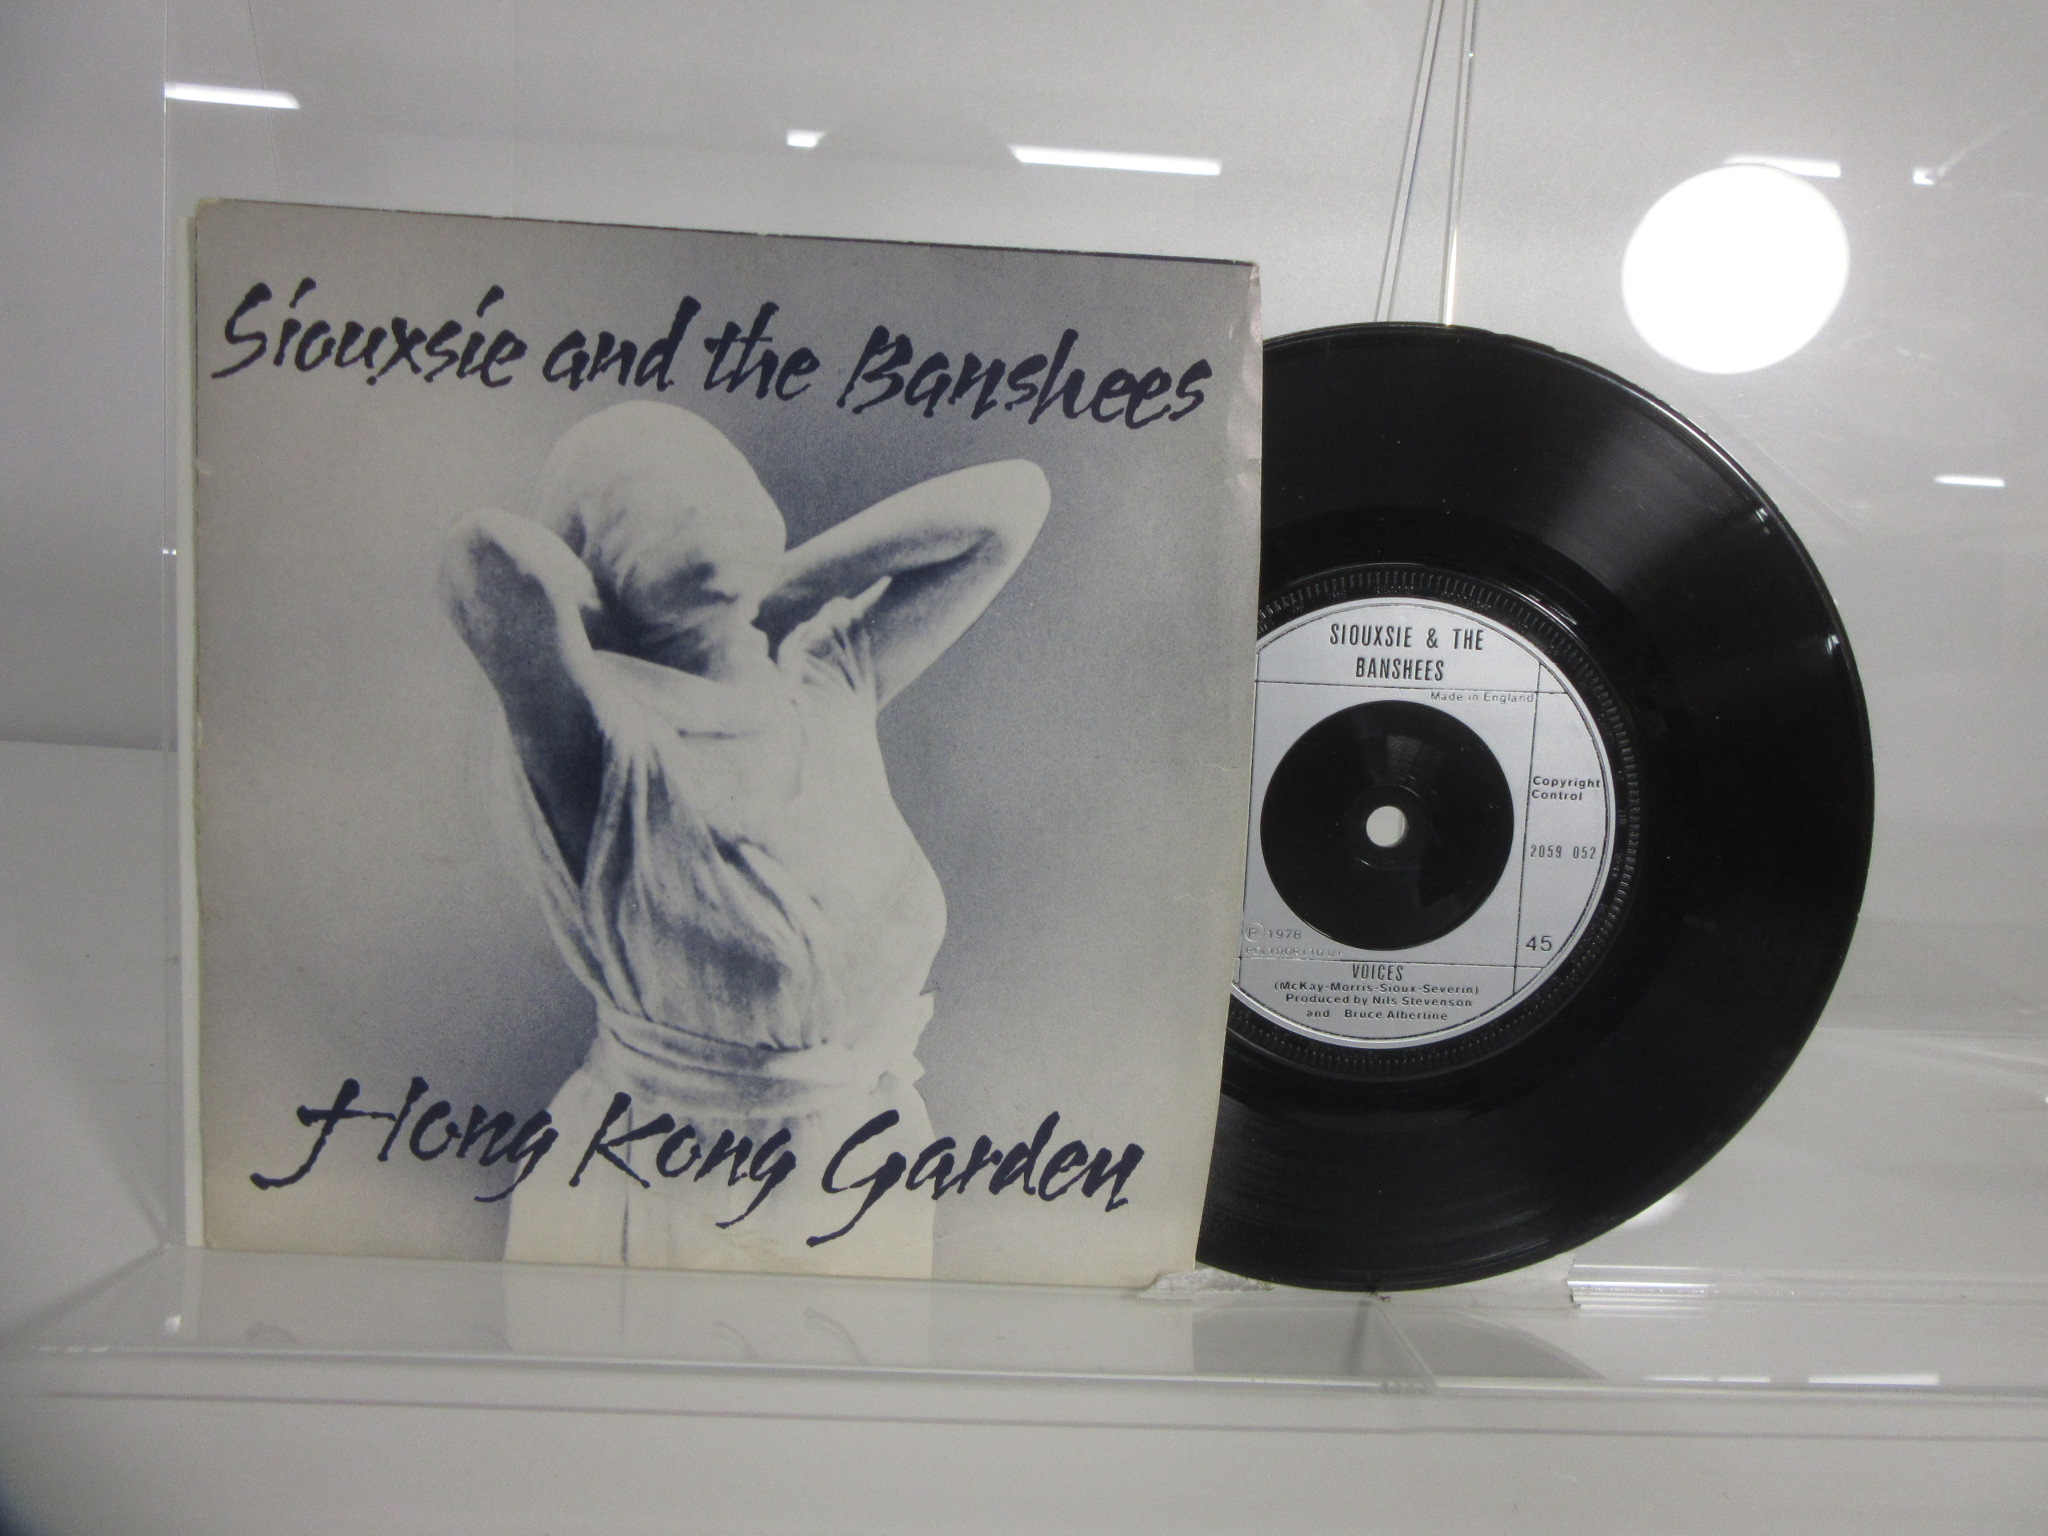 Siouxsie and the Banshees
Hong Kong Garden
SIOUXSIE & THE
BANSHEES
Made in England
Copyright
Control
2059 052
℗ 1978
45
VOICES
(McKay-Morris-Sioux-Severin)
Produced by Nils Stevenson
and Bruce Albertine